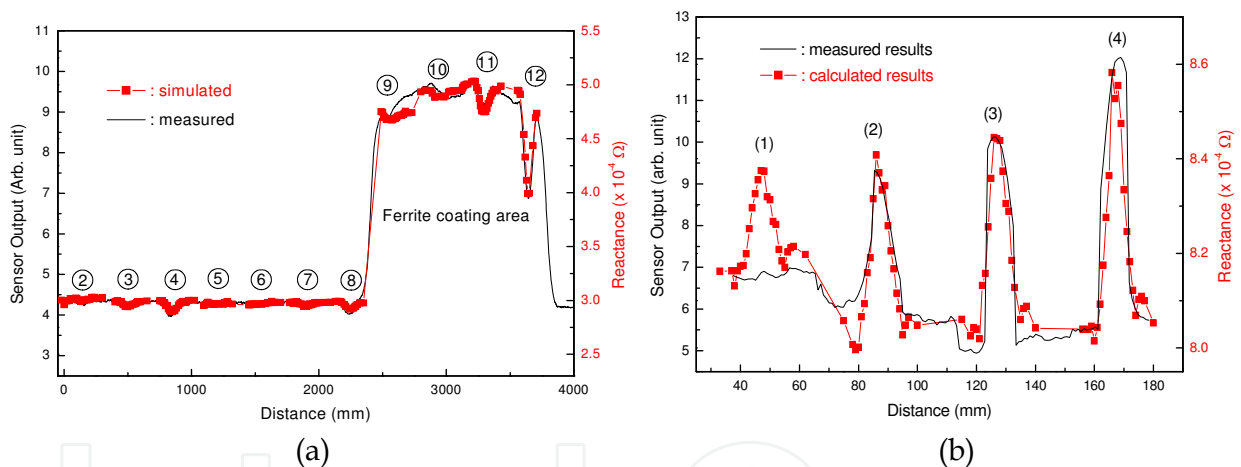 11
10
9
8
7
6
5
4
3
Sensor Output (Arb. unit)
: simulated
: measured
Ferrite coating area
② ③ ④ ⑤ ⑥ ⑦ ⑧ ⑨ ⑩ ⑪ ⑫
5.5
5.0
4.5
4.0
3.5
3.0
2.5
Reactance (x 10⁻⁴ Ω)
0 1000 2000 3000 4000
Distance (mm)
(a)
13
12
11
10
9
8
7
6
5
Sensor Output (arb. unit)
: measured results
: calculated results
(1) (2) (3) (4)
8.6
8.4
8.2
8.0
Reactance (x 10⁻⁴ Ω)
40 60 80 100 120 140 160 180
Distance (mm)
(b)